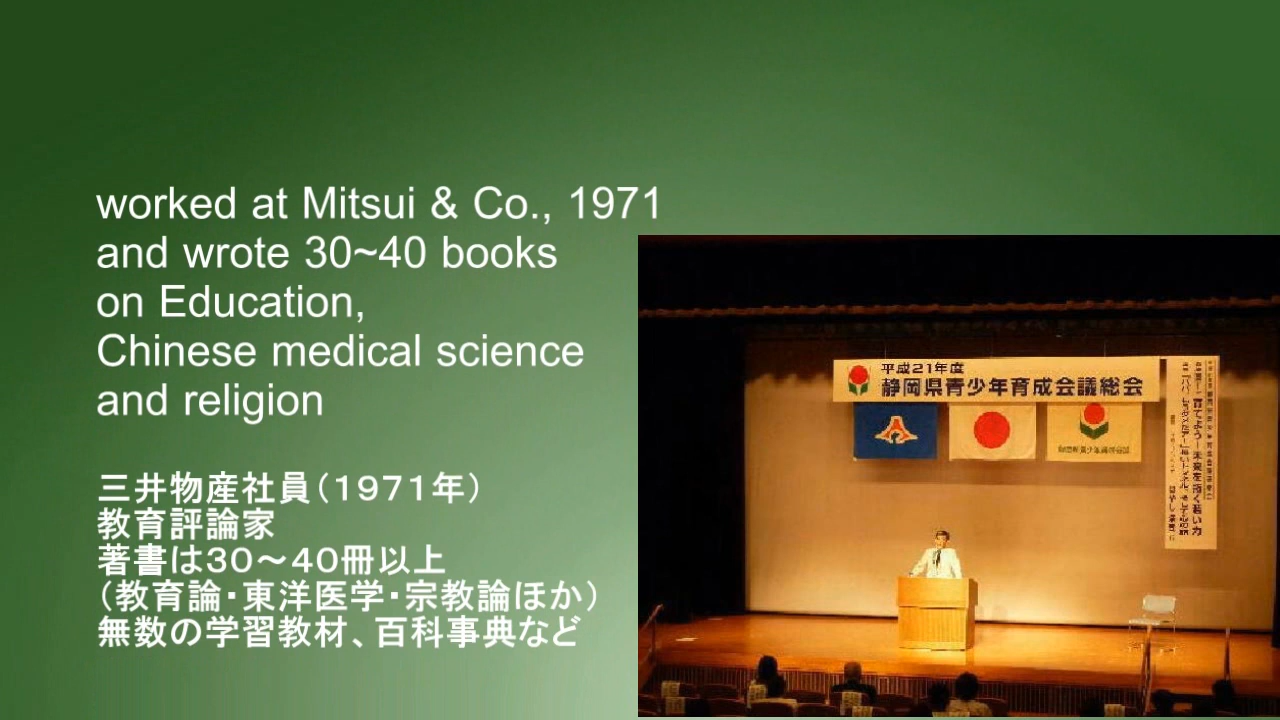 worked at Mitsui & Co., 1971
and wrote 30~40 books
on Education,
Chinese medical science
and religion
三井物産社員(1971年)
教育評論家
著書は30～40冊以上
(教育論・東洋医学・宗教論ほか)
無数の学習教材、百科事典など
平成21年度
静岡県青少年育成会議総会